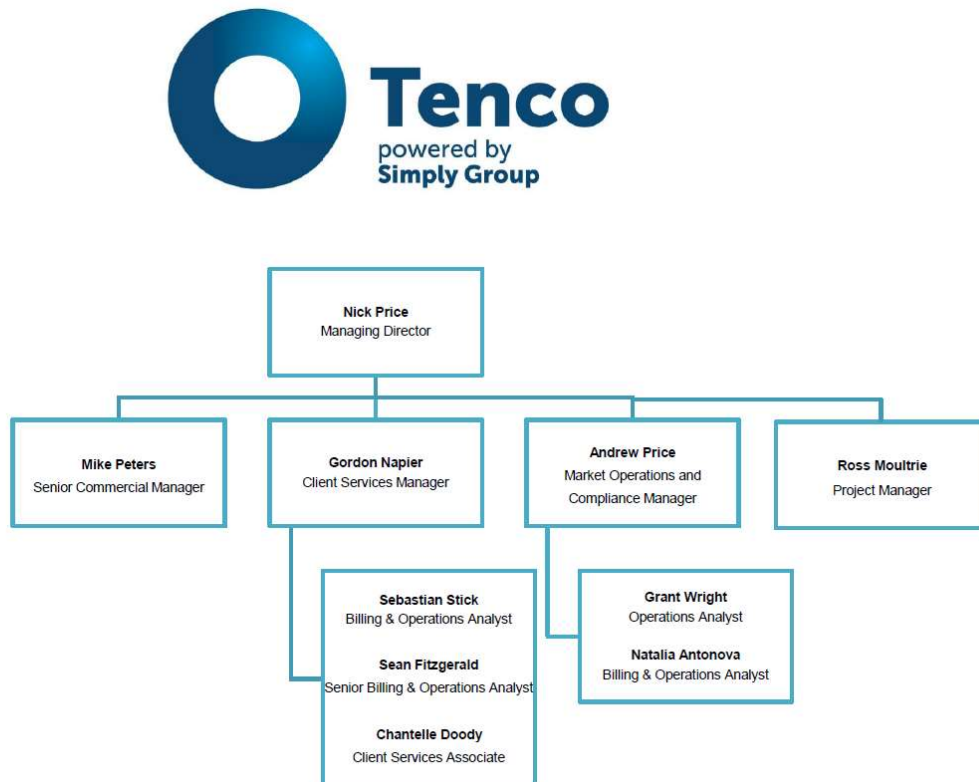 Tenco
powered by
Simply Group
Nick Price
Managing Director
Mike Peters
Senior Commercial Manager
Gordon Napier
Client Services Manager
Andrew Price
Market Operations and
Compliance Manager
Ross Moultrie
Project Manager
Sebastian Stick
Billing & Operations Analyst
Sean Fitzgerald
Senior Billing & Operations Analyst
Chantelle Doody
Client Services Associate
Grant Wright
Operations Analyst
Natalia Antonova
Billing & Operations Analyst